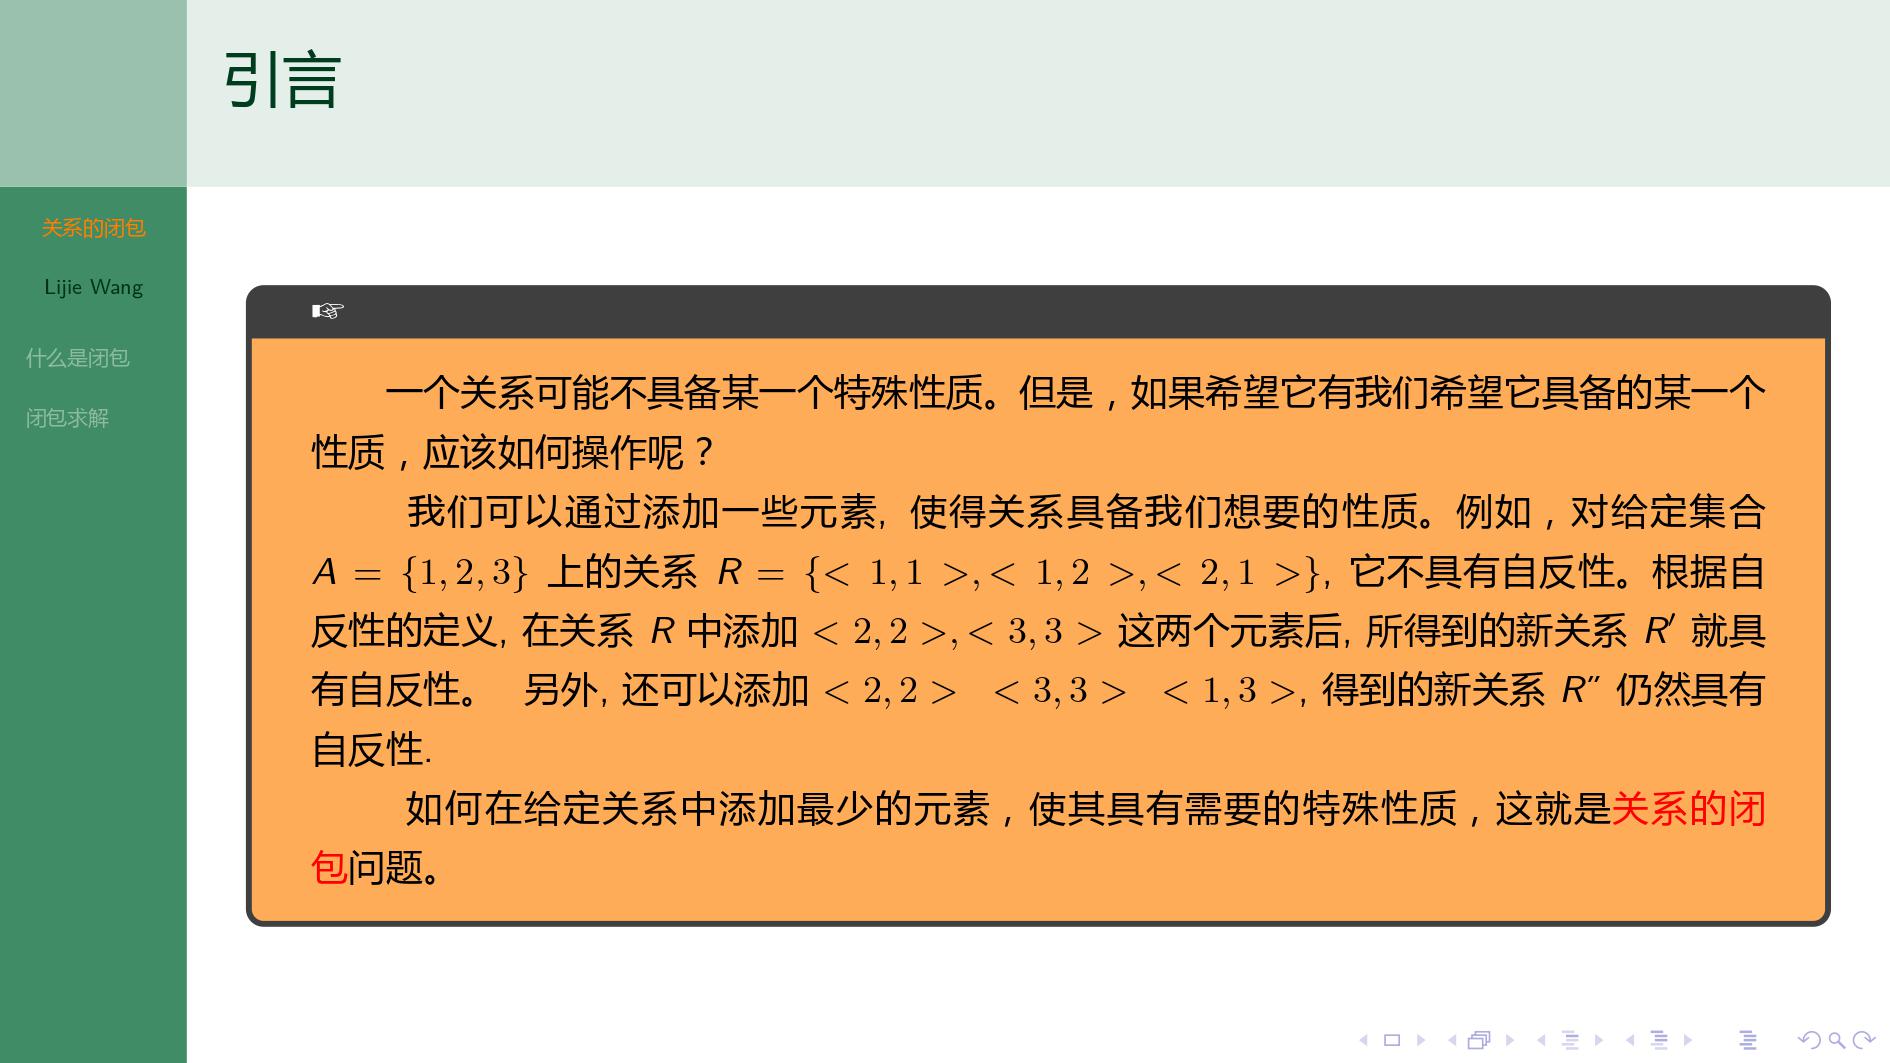 引言
关系的闭包
Lijie Wang
什么是闭包
闭包求解
☞
一个关系可能不具备某一个特殊性质。但是，如果希望它有我们希望它具备的某一个
性质，应该如何操作呢？
我们可以通过添加一些元素, 使得关系具备我们想要的性质。例如，对给定集合
A = {1, 2, 3} 上的关系 R = {< 1, 1 >, < 1, 2 >, < 2, 1 >}, 它不具有自反性。根据自
反性的定义, 在关系 R 中添加 < 2, 2 >, < 3, 3 > 这两个元素后, 所得到的新关系 R′ 就具
有自反性。 另外, 还可以添加 < 2, 2 > < 3, 3 > < 1, 3 >, 得到的新关系 R″ 仍然具有
自反性.
如何在给定关系中添加最少的元素，使其具有需要的特殊性质，这就是关系的闭
包问题。